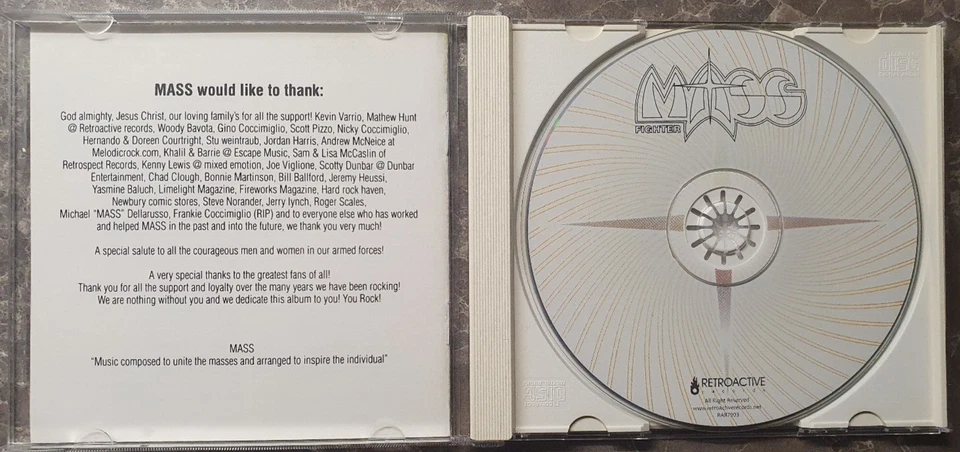 MASS would like to thank:
God almighty, Jesus Christ, our loving family's for all the support! Kevin Varrio, Mathew Hunt
@ Retroactive records, Woody Bavota, Gino Coccimiglio, Scott Pizzo, Nicky Coccimiglio,
Hernando & Doreen Courtright, Stu weintraub, Jordan Harris, Andrew McNeice at
Melodicrock.com, Khalil & Barrie @ Escape Music, Sam & Lisa McCaslin of
Retrospect Records, Kenny Lewis @ mixed emotion, Joe Viglione, Scotty Dunbar @ Dunbar
Entertainment, Chad Clough, Bonnie Martinson, Bill Ballford, Jeremy Heussi,
Yasmine Baluch, Limelight Magazine, Fireworks Magazine, Hard rock haven,
Newbury comic stores, Steve Norander, Jerry lynch, Roger Scales,
Michael "MASS" Dellarusso, Frankie Coccimiglio (RIP) and to everyone else who has worked
and helped MASS in the past and into the future, we thank you very much!
A special salute to all the courageous men and women in our armed forces!
A very special thanks to the greatest fans of all!
Thank you for all the support and loyalty over the many years we have been rocking!
We are nothing without you and we dedicate this album to you! You Rock!
MASS
"Music composed to unite the masses and arranged to inspire the individual"
MASS
FIGHTER
RETROACTIVE
records
All Right Reserved
www.retroactiverecords.net
RAR7973